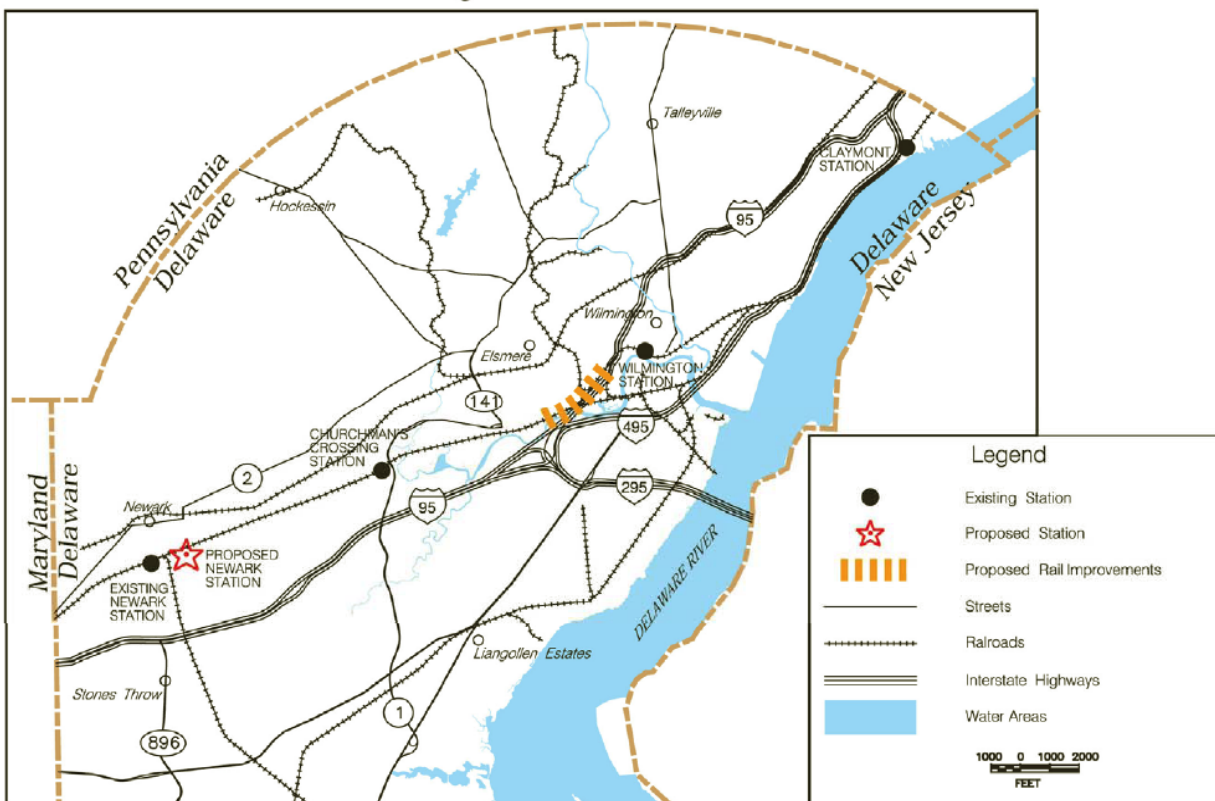 Talleyville
CLAYMONT
STATION
Pennsylvania
Delaware
Hockessin
95
Delaware
New Jersey
Wilmington
Elsmere
WILMINGTON
STATION
141
495
CHURCHMAN'S
CROSSING
STATION
2
95
295
Newark
Maryland
Delaware
PROPOSED
NEWARK
STATION
EXISTING
NEWARK
STATION
DELAWARE RIVER
Liangollen Estates
Stones Throw
1
896
Legend
Existing Station
Proposed Station
Proposed Rail Improvements
Streets
Ralroads
Interstate Highways
Water Areas
1000 0 1000 2000
FEET